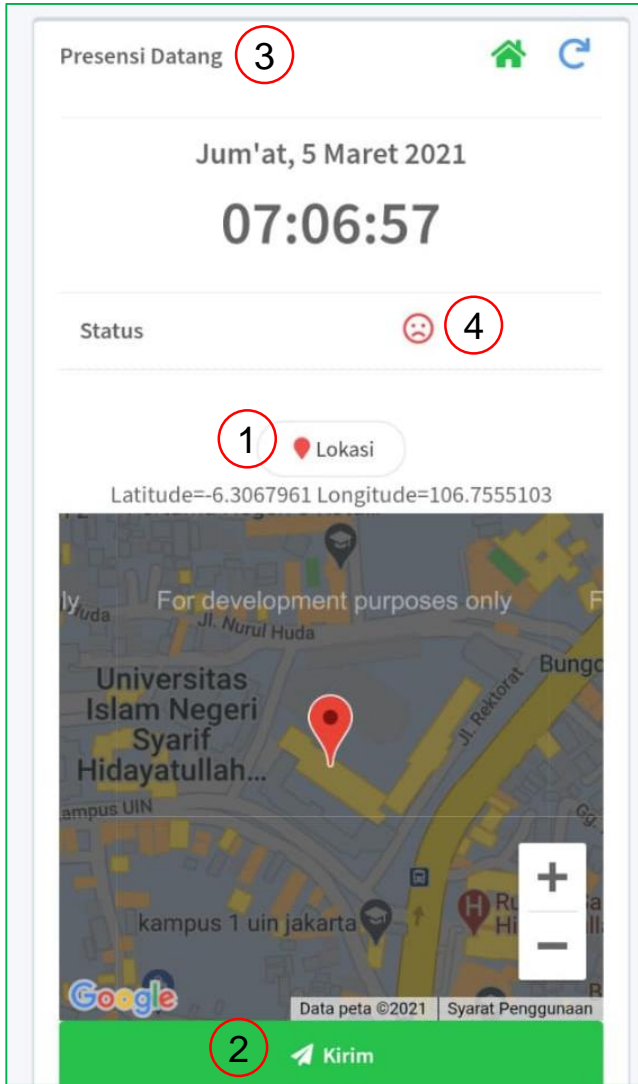 Presensi Datang 3
Jum'at, 5 Maret 2021
07:06:57
Status 4
1 Lokasi
Latitude=-6.3067961 Longitude=106.7555103
For development purposes only
Jl. Nurul Huda
Universitas
Islam Negeri
Syarif
Hidayatullah...
Jl. Rektorat
ampus UIN
Gg.
+
kampus 1 uin jakarta
H
−
Google
Data peta ©2021 Syarat Penggunaan
2 Kirim